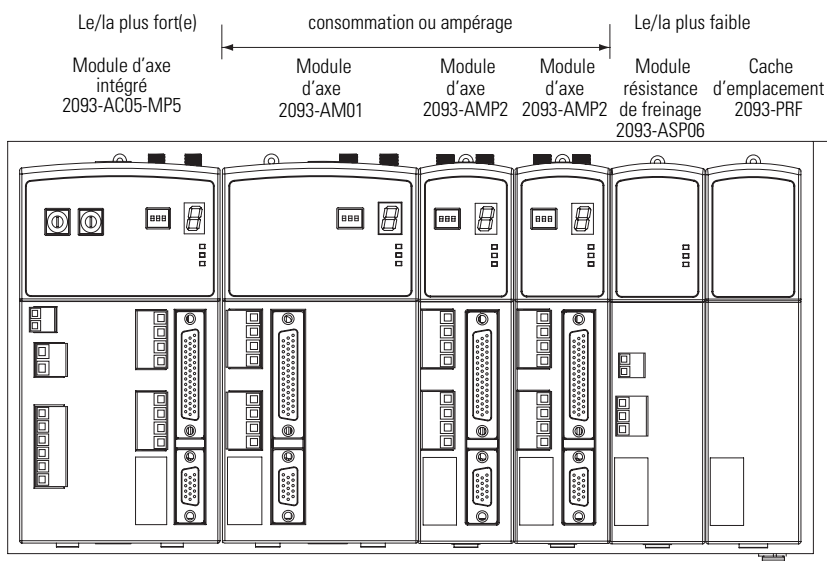 Le/la plus fort(e) consommation ou ampérage Le/la plus faible
Module d'axe
intégré
2093-AC05-MP5
Module
d'axe
2093-AM01
Module
d'axe
2093-AMP2
Module
d'axe
2093-AMP2
Module
résistance
de freinage
2093-ASP06
Cache
d'emplacement
2093-PRF